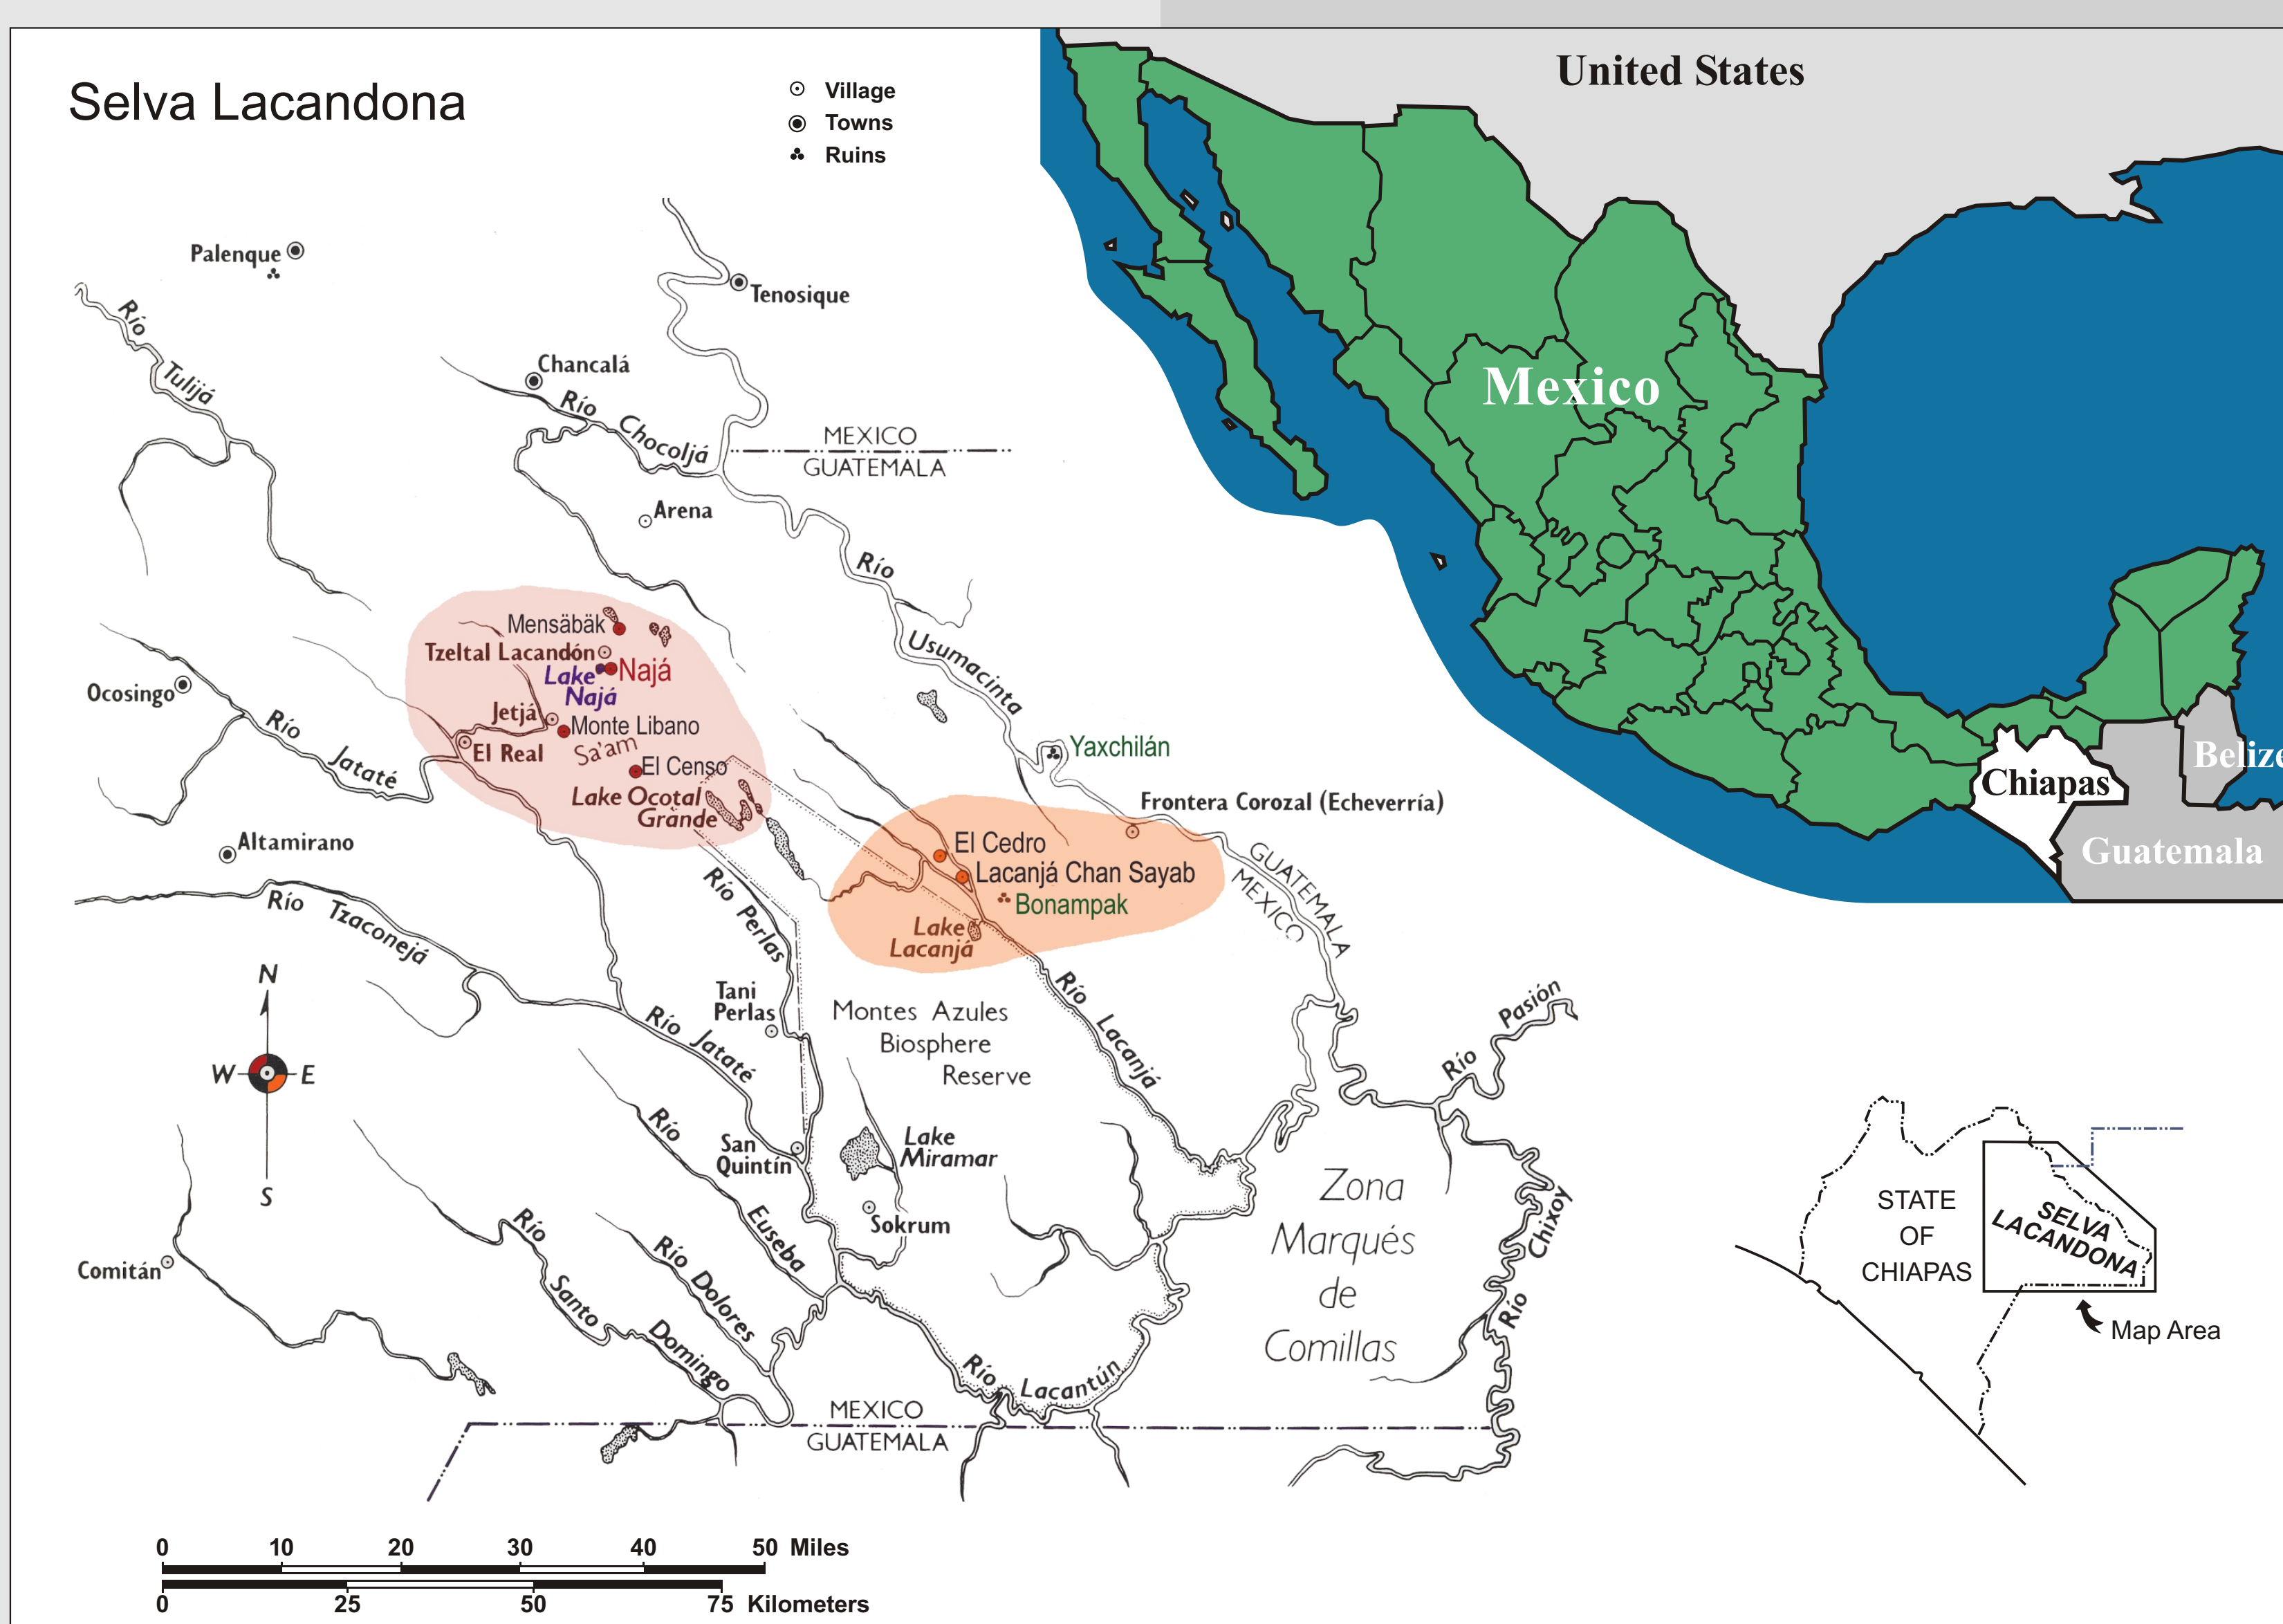 Selva Lacandona
Village
Towns
Ruins
United States
Mexico
Chiapas
Belize
Guatemala
Palenque
Tenosique
Río Tulijá
Chancalá
Río Chocoljá
MEXICO
GUATEMALA
Arena
Río Usumacinta
Mensäbäk
Tzeltal Lacandón
Najá
Lake
Najá
Ocosingo
Jetjá
Monte Libano
El Real
Sa'am
El Censo
Río Jataté
Lake Ocotal
Grande
Yaxchilán
Frontera Corozal (Echeverría)
Altamirano
El Cedro
Lacanjá Chan Sayab
Bonampak
Lake
Lacanjá
GUATEMALA
MEXICO
Río Perlas
Río Tzaconejá
N
W
E
S
Tani
Perlas
Río Jataté
Montes Azules
Biosphere
Reserve
Río Lacanjá
Río Pasión
San
Quintín
Lake
Miramar
Sokrum
Río Euseba
Río Dolores
Río Santo Domingo
Comitán
Zona
Marqués
de
Comillas
Río Chixoy
Río Lacantún
MEXICO
GUATEMALA
STATE
OF
CHIAPAS
SELVA
LACANDONA
Map Area
0 10 20 30 40 50 Miles
0 25 50 75 Kilometers